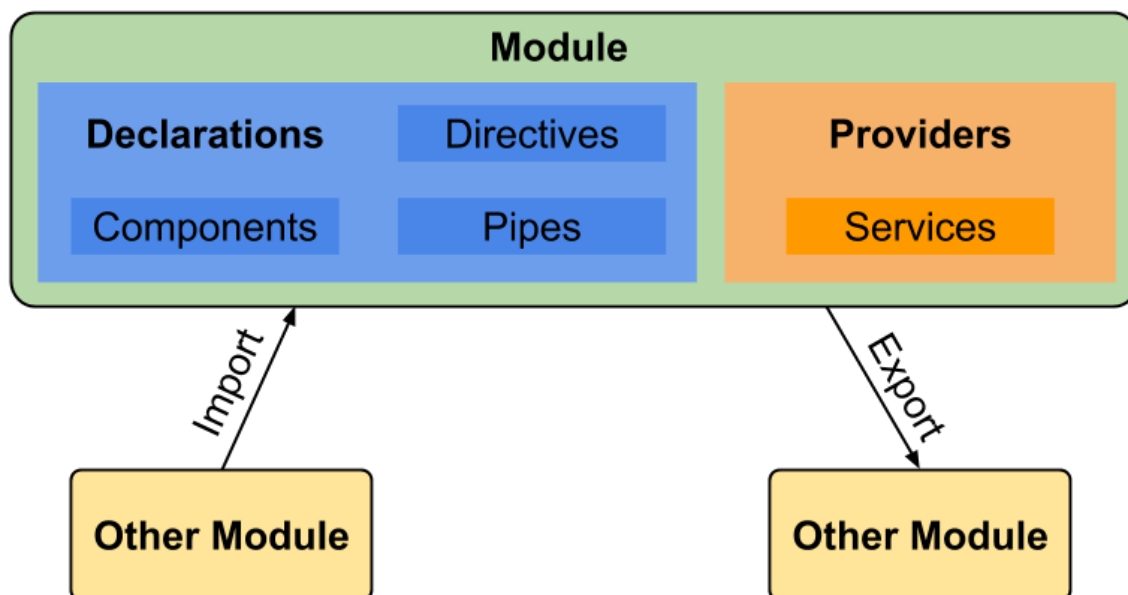 Module
Declarations
Directives
Components
Pipes
Providers
Services
Import
Export
Other Module
Other Module